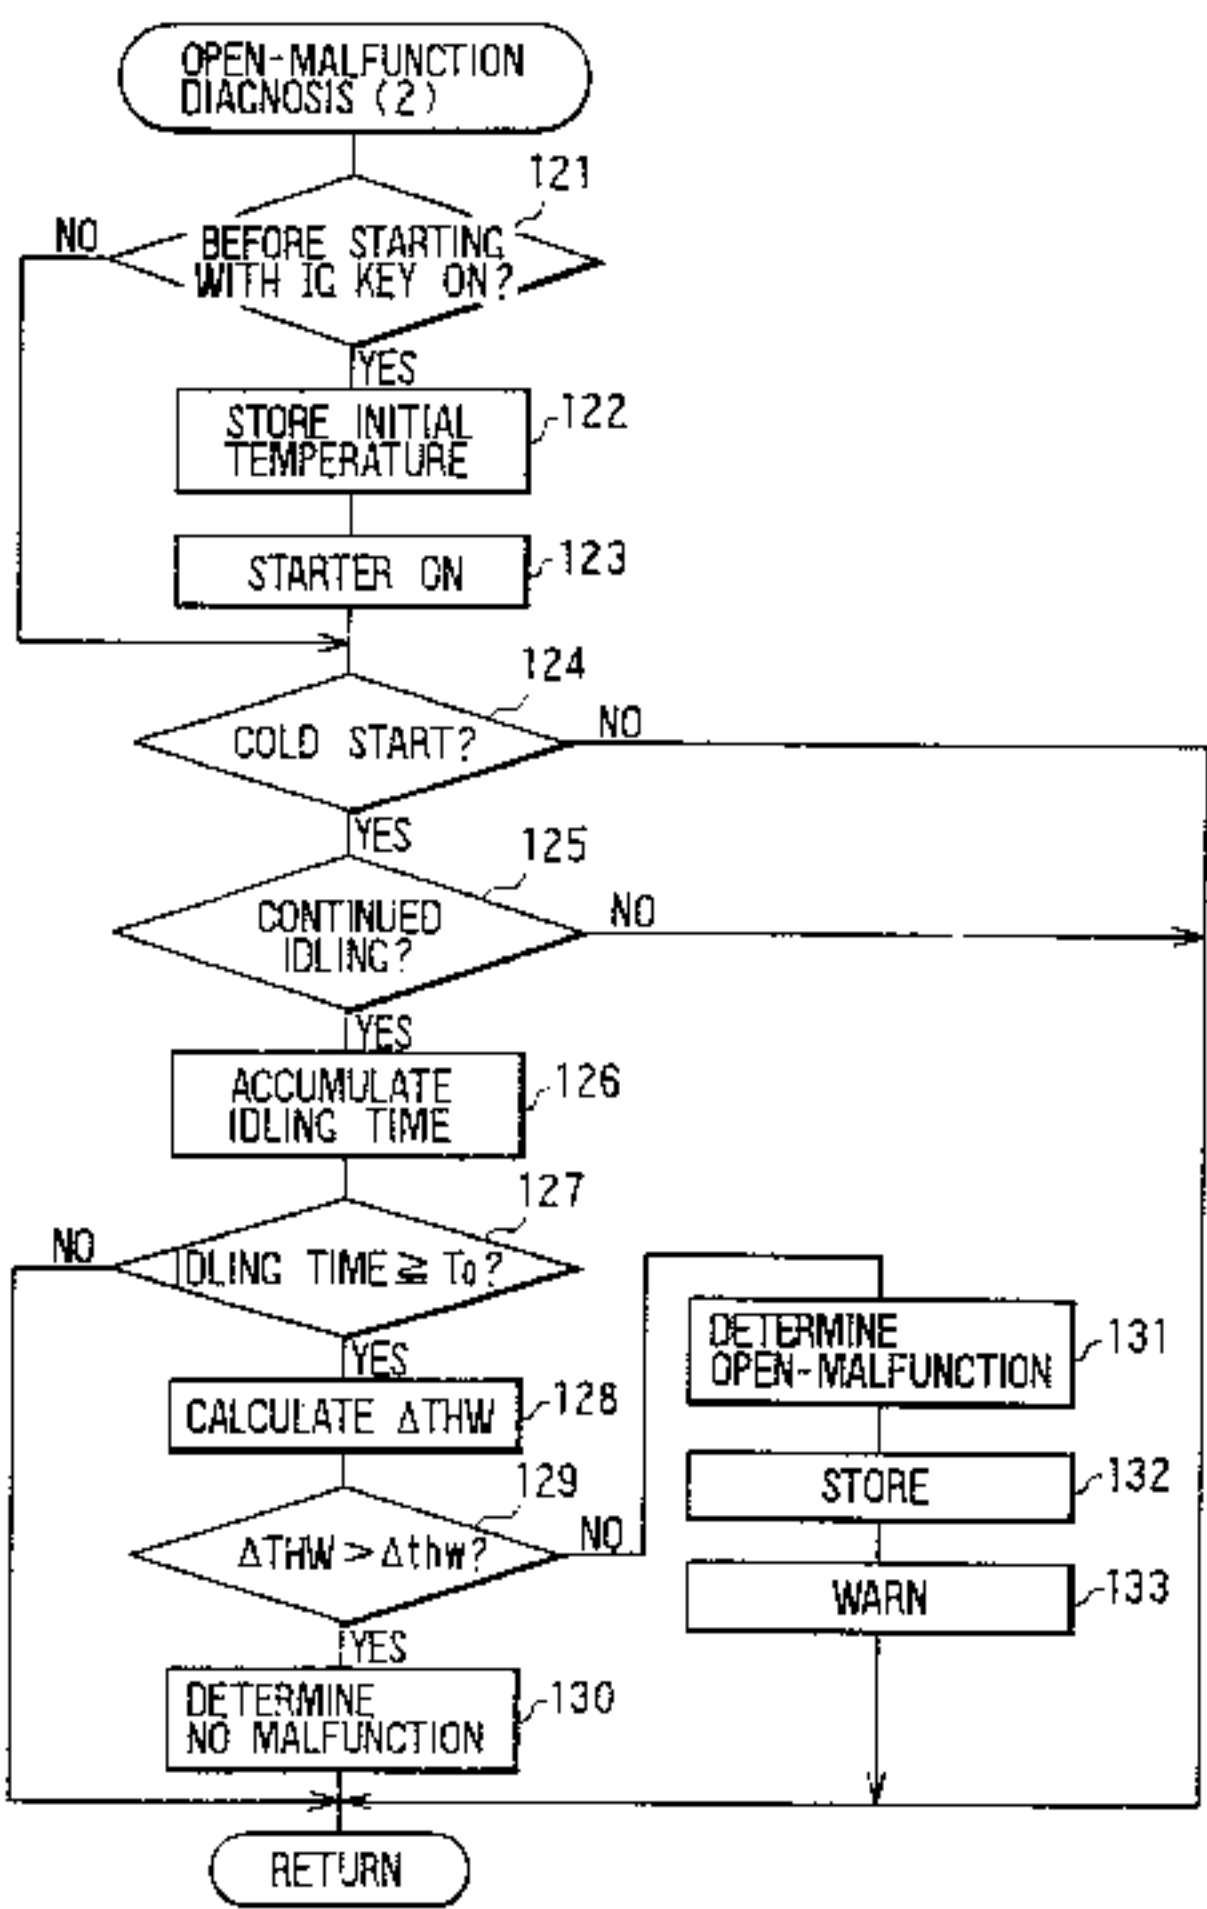 OPEN-MALFUNCTION
DIAGNOSIS (2)
121
NO
BEFORE STARTING
WITH IG KEY ON?
YES
STORE INITIAL
TEMPERATURE
122
STARTER ON
123
124
COLD START?
NO
YES
125
CONTINUED
IDLING?
NO
YES
ACCUMULATE
IDLING TIME
126
127
NO
IDLING TIME ≧ To?
YES
DETERMINE
OPEN-MALFUNCTION
131
CALCULATE ΔTHW
128
STORE
132
129
ΔTHW > Δthw?
NO
WARN
133
YES
DETERMINE
NO MALFUNCTION
130
RETURN